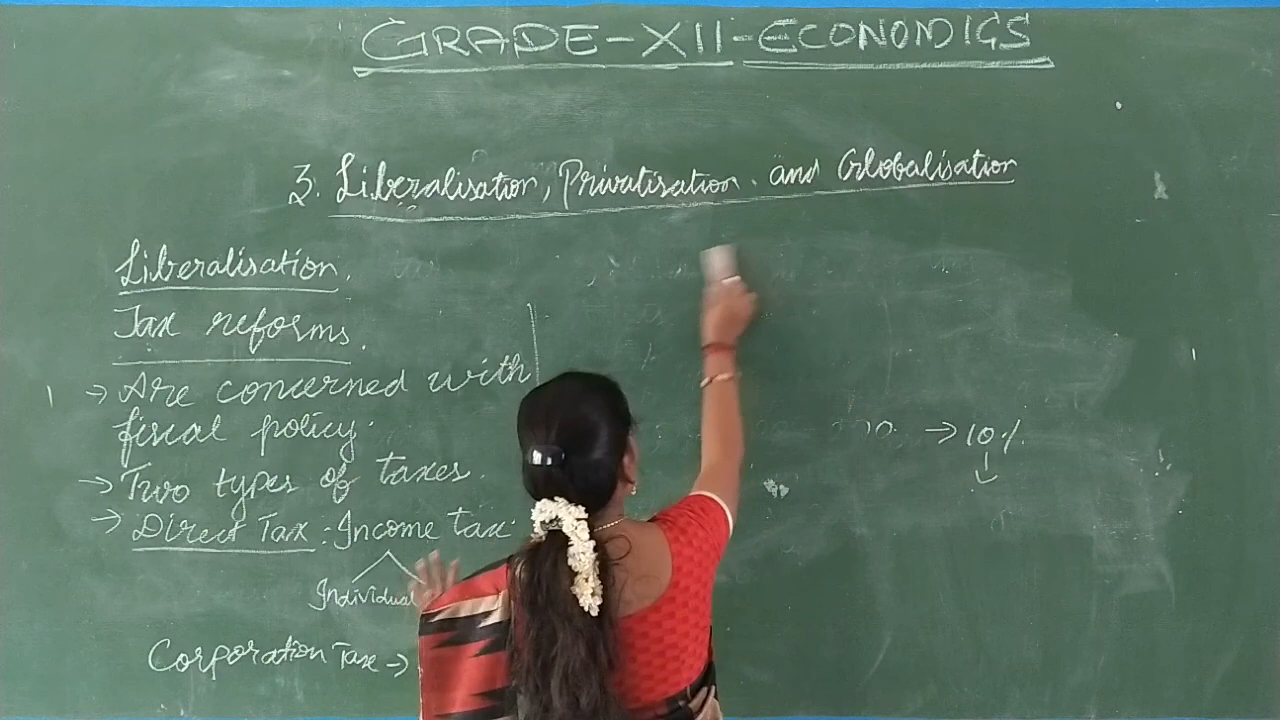 GRADE-XII-ECONOMICS
3. Liberalisation, Privatisation. and Globalisation
Liberalisation.
Tax reforms.
1 → Are concerned with
fiscal policy.
→ Two types of taxes.
→ Direct Tax : Income tax.
Individual
Corporation Tax →
→ 10%